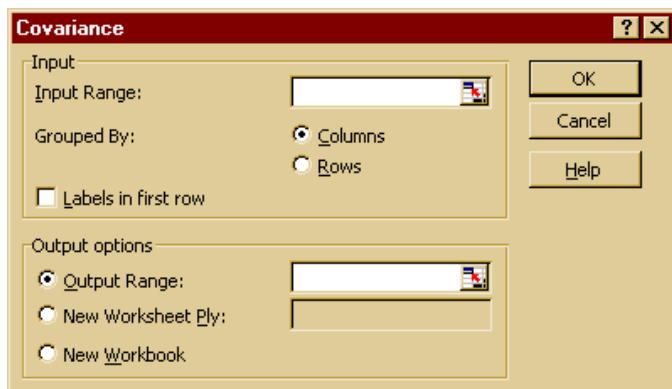 Covariance
Input
Input Range:
Grouped By:
Columns
Rows
Labels in first row
Output options
Output Range:
New Worksheet Ply:
New Workbook
OK
Cancel
Help